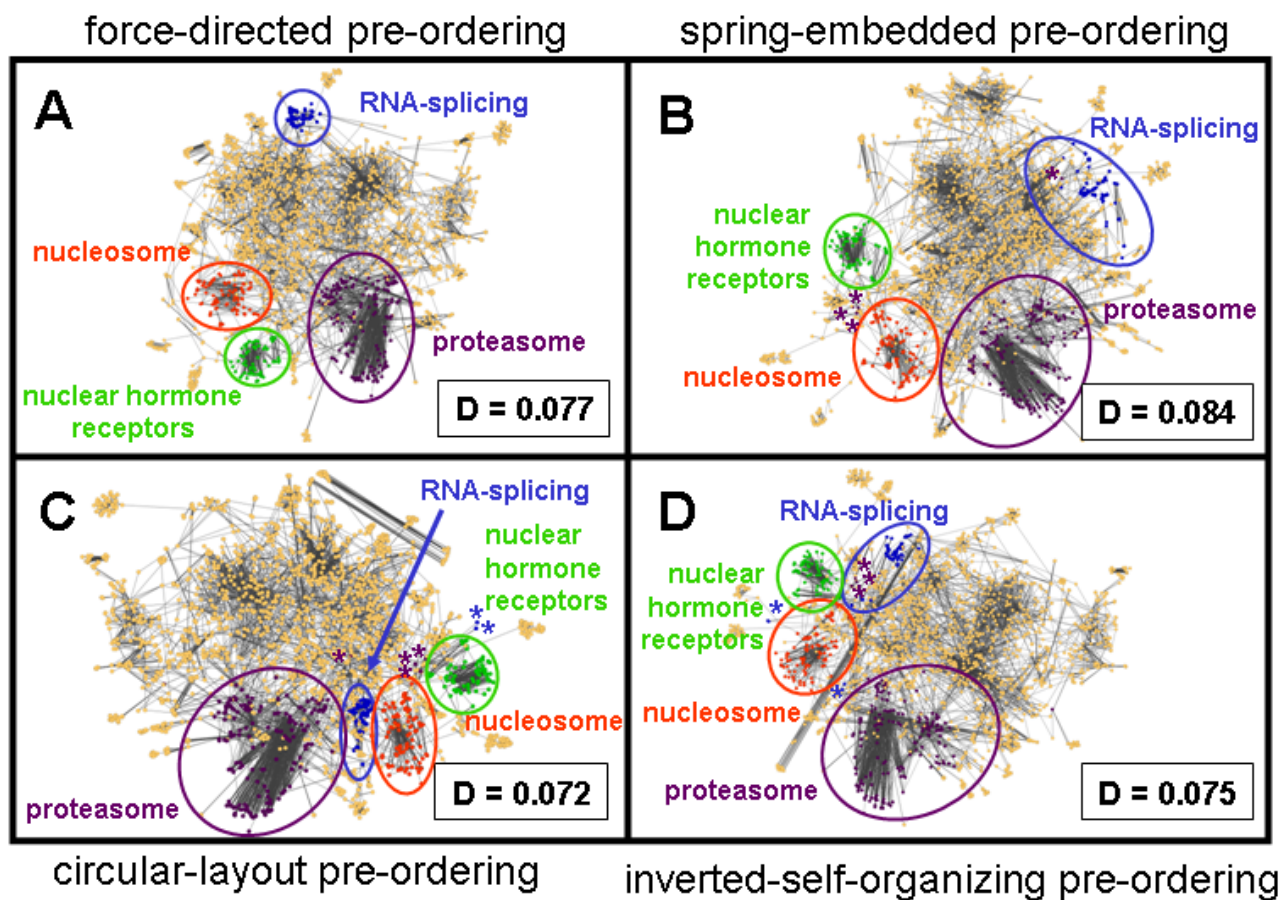 force-directed pre-ordering
spring-embedded pre-ordering
A
RNA-splicing
nucleosome
proteasome
nuclear hormone
receptors
D = 0.077
B
RNA-splicing
*
nuclear
hormone
receptors
*
*
*
proteasome
nucleosome
D = 0.084
C
RNA-splicing
nuclear
hormone
receptors
*
*
*
*
*
*
nucleosome
proteasome
D = 0.072
D
RNA-splicing
nuclear
hormone
receptors
*
*
*
*
*
nucleosome
proteasome
D = 0.075
circular-layout pre-ordering
inverted-self-organizing pre-ordering